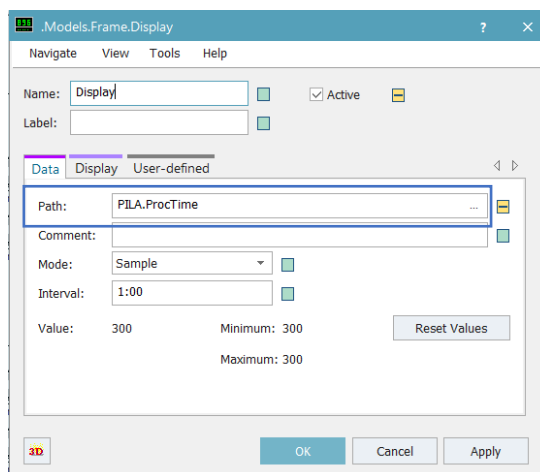 .Models.Frame.Display ? ×
Navigate View Tools Help
Name: Display Active
Label:
Data Display User-defined
Path: PILA.ProcTime ...
Comment:
Mode: Sample
Interval: 1:00
Value: 300 Minimum: 300 Reset Values
Maximum: 300
3D OK Cancel Apply